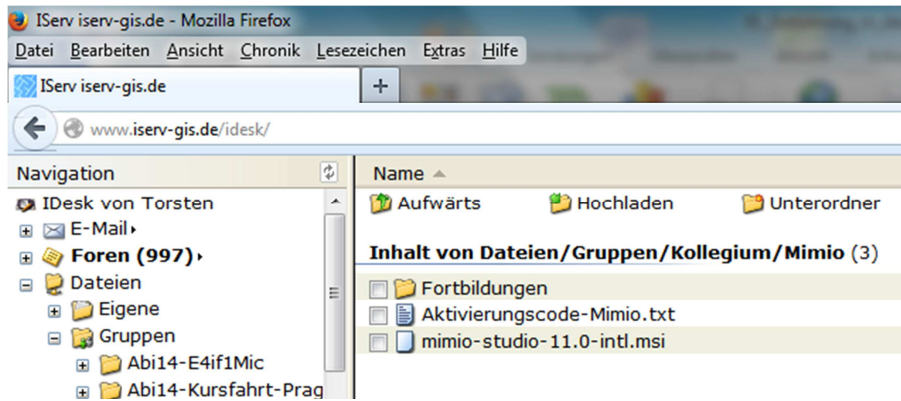 IServ iserv-gis.de - Mozilla Firefox
Datei Bearbeiten Ansicht Chronik Lesezeichen Extras Hilfe
IServ iserv-gis.de +
www.iserv-gis.de/idesk/
Navigation
IDesk von Torsten
E-Mail
Foren (997)
Dateien
Eigene
Gruppen
Abi14-E4if1Mic
Abi14-Kursfahrt-Prag
Name
Aufwärts Hochladen Unterordner
Inhalt von Dateien/Gruppen/Kollegium/Mimio (3)
Fortbildungen
Aktivierungscode-Mimio.txt
mimio-studio-11.0-intl.msi